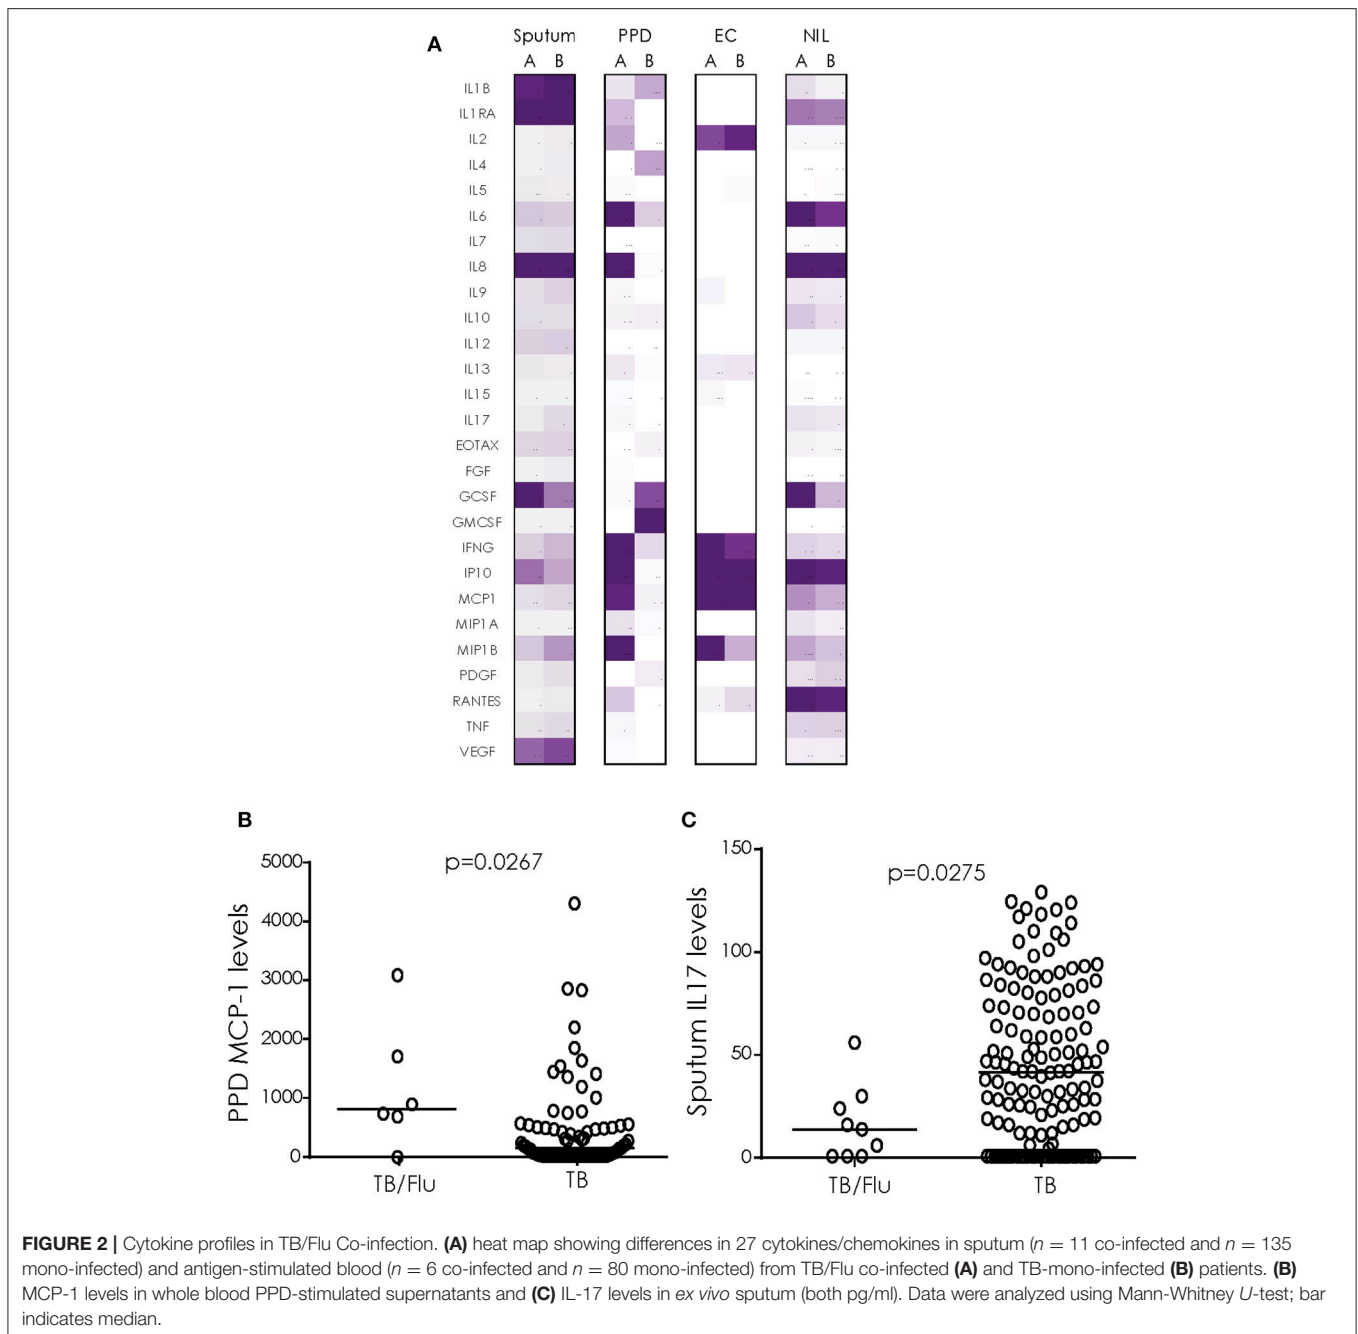 A
Sputum PPD EC NIL
A B A B A B A B
IL1B
IL1RA
IL2
IL4
IL5
IL6
IL7
IL8
IL9
IL10
IL12
IL13
IL15
IL17
EOTAX
FGF
GCSF
GMCSF
IFNG
IP10
MCP1
MIP1A
MIP1B
PDGF
RANTES
TNF
VEGF
B
p=0.0267
PPD MCP-1 levels
5000
4000
3000
2000
1000
0
TB/Flu TB
C
p=0.0275
Sputum IL17 levels
150
100
50
0
TB/Flu TB
FIGURE 2 | Cytokine profiles in TB/Flu Co-infection. (A) heat map showing differences in 27 cytokines/chemokines in sputum (n = 11 co-infected and n = 135
mono-infected) and antigen-stimulated blood (n = 6 co-infected and n = 80 mono-infected) from TB/Flu co-infected (A) and TB-mono-infected (B) patients. (B)
MCP-1 levels in whole blood PPD-stimulated supernatants and (C) IL-17 levels in ex vivo sputum (both pg/ml). Data were analyzed using Mann-Whitney U-test; bar
indicates median.